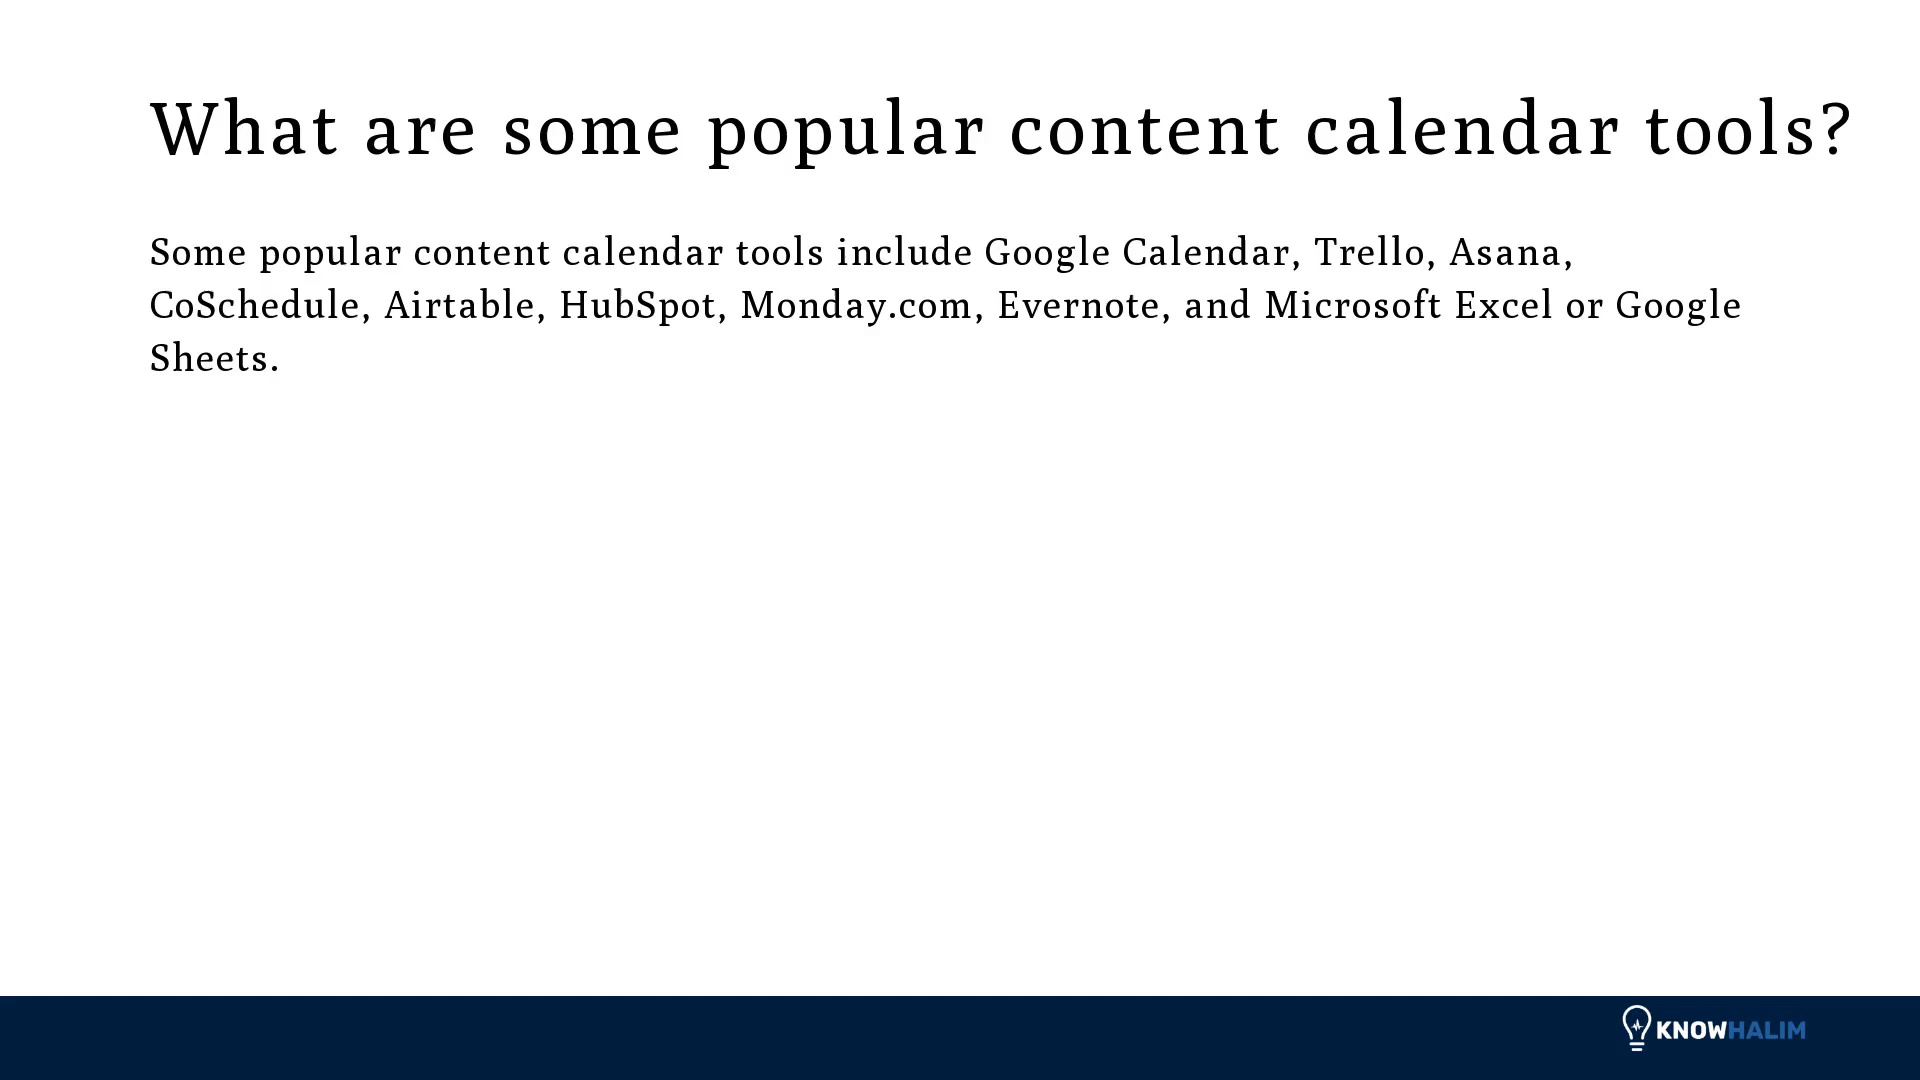 What are some popular content calendar tools?
Some popular content calendar tools include Google Calendar, Trello, Asana,
CoSchedule, Airtable, HubSpot, Monday.com, Evernote, and Microsoft Excel or Google
Sheets.
KNOWHALIM